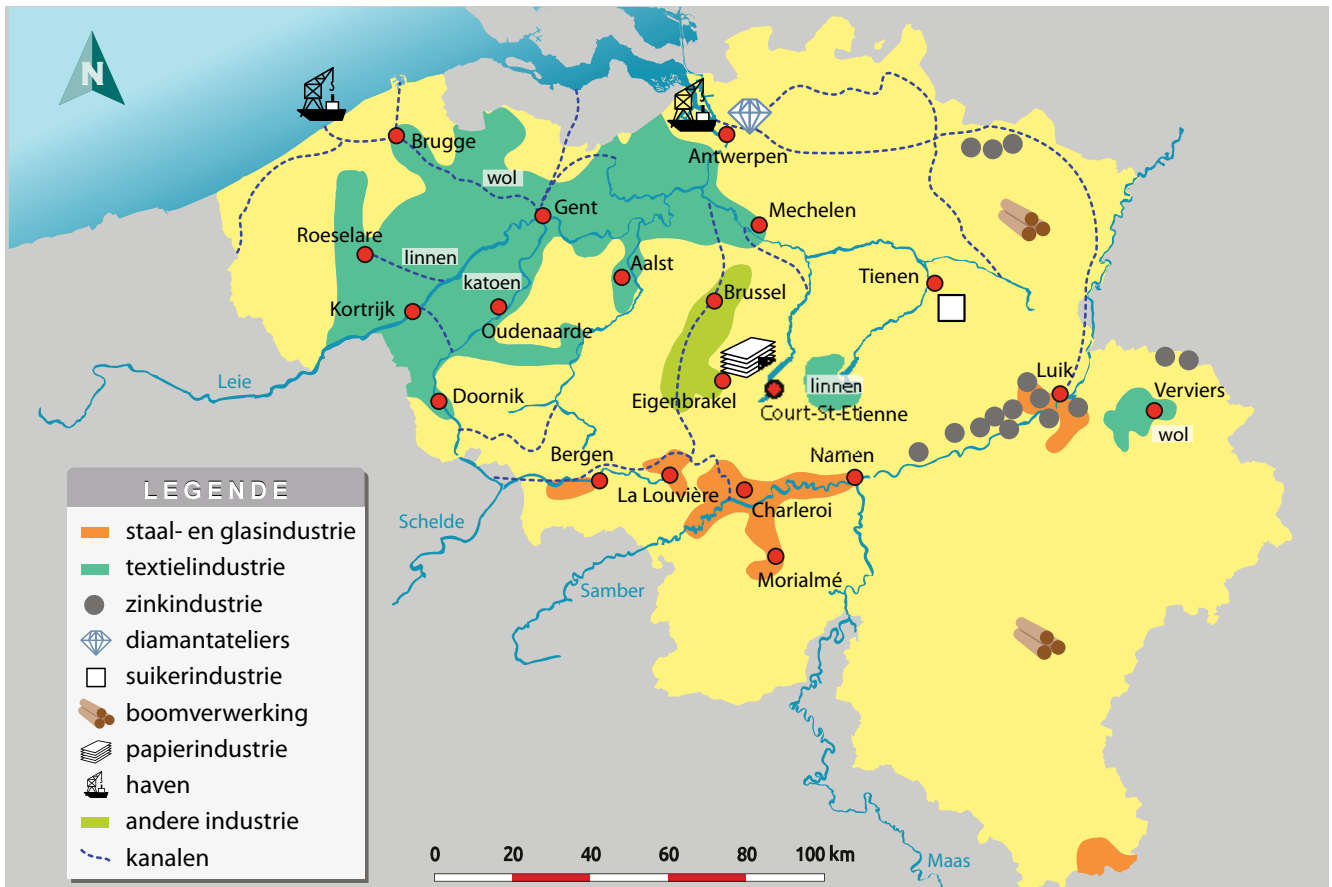 N
Brugge
Antwerpen
wol
Gent
Mechelen
Roeselare
linnen
Aalst
Tienen
katoen
Brussel
Kortrijk
Oudenaarde
Leie
Luik
linnen
Verviers
Doornik
Eigenbrakel
Court-St-Etienne
wol
Bergen
Namen
La Louvière
Charleroi
Schelde
Morialmé
Samber
Maas
LEGENDE
staal- en glasindustrie
textielindustrie
zinkindustrie
diamantateliers
suikerindustrie
boomverwerking
papierindustrie
haven
andere industrie
kanalen
0 20 40 60 80 100 km